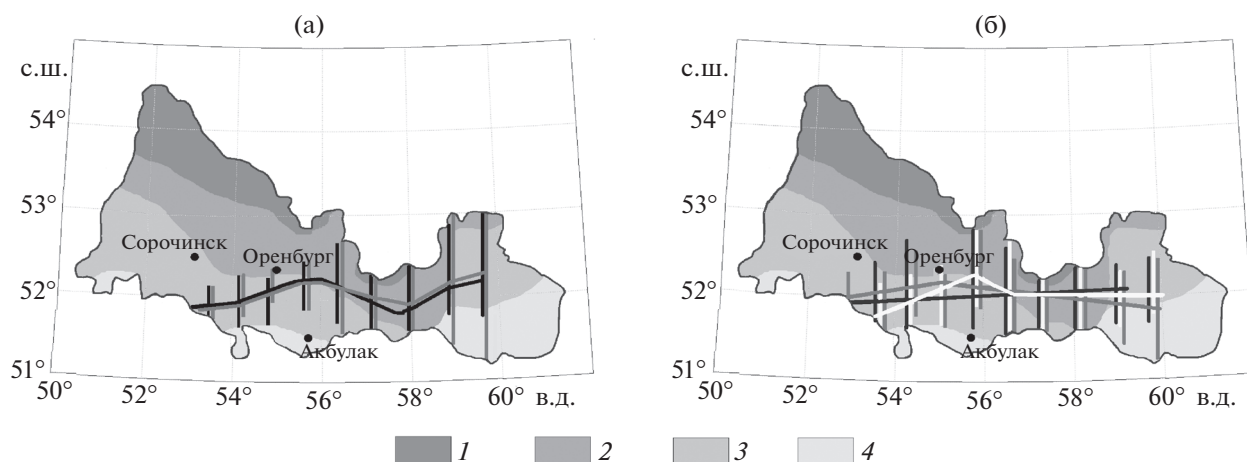 (а)
с.ш.
54°
53°
52°
51°
50°
52°
54°
56°
58°
60° в.д.
Сорочинск
Оренбург
Акбулак
(б)
с.ш.
54°
53°
52°
51°
50°
52°
54°
56°
58°
60° в.д.
Сорочинск
Оренбург
Акбулак
1
2
3
4